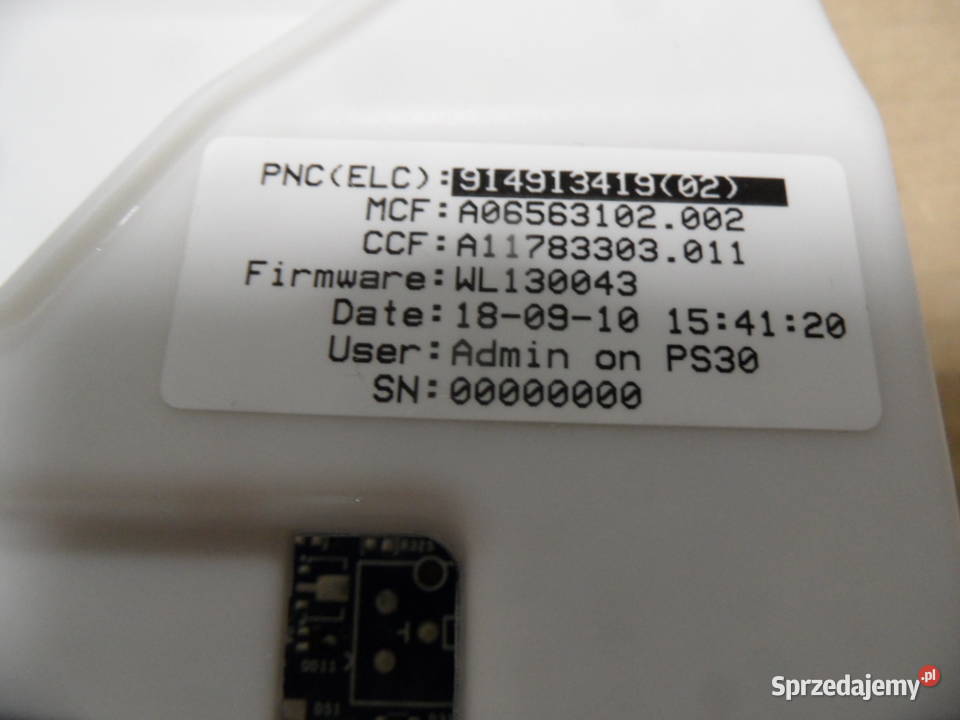 PNC(ELC):914913419(02)
MCF:A06563102.002
CCF:A11783303.011
Firmware:WL130043
Date:18-09-10 15:41:20
User:Admin on PS30
SN:00000000
Sprzedajemy.pl